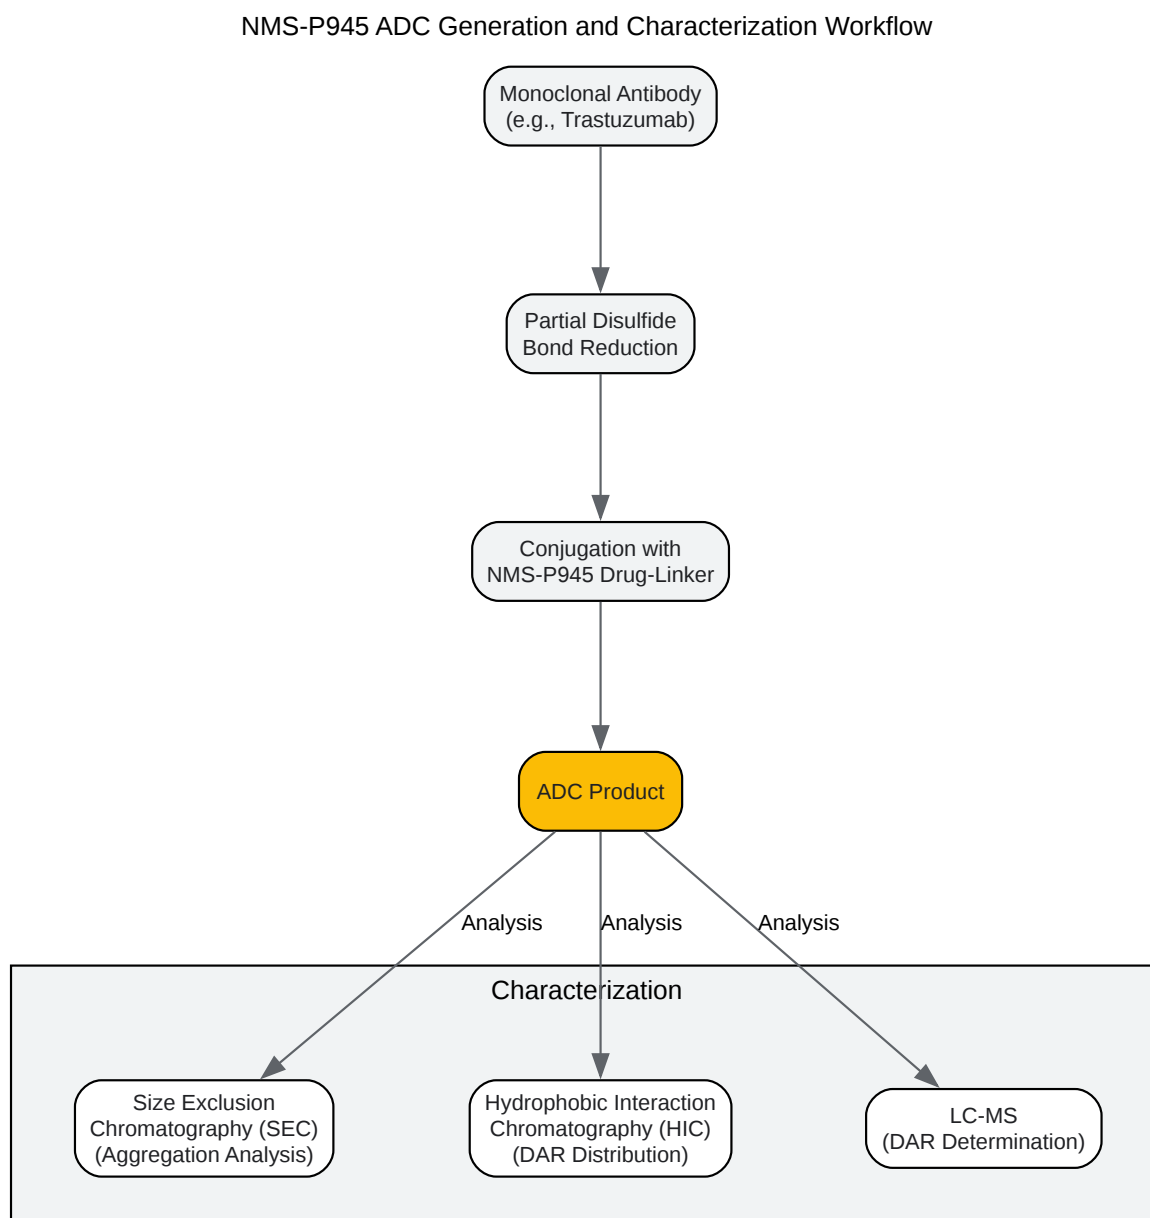 NMS-P945 ADC Generation and Characterization Workflow
Monoclonal Antibody
(e.g., Trastuzumab)
Partial Disulfide
Bond Reduction
Conjugation with
NMS-P945 Drug-Linker
ADC Product
Analysis
Analysis
Analysis
Characterization
Size Exclusion
Chromatography (SEC)
(Aggregation Analysis)
Hydrophobic Interaction
Chromatography (HIC)
(DAR Distribution)
LC-MS
(DAR Determination)